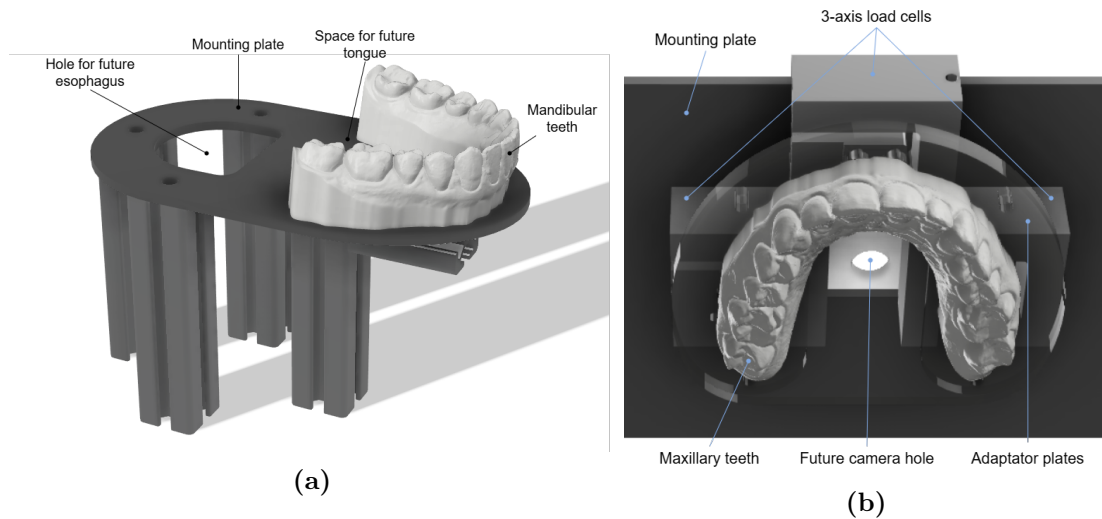 Mounting plate
Space for future
tongue
Hole for future
esophagus
Mandibular
teeth
(a)
3-axis load cells
Mounting plate
Maxillary teeth
Future camera hole
Adaptator plates
(b)